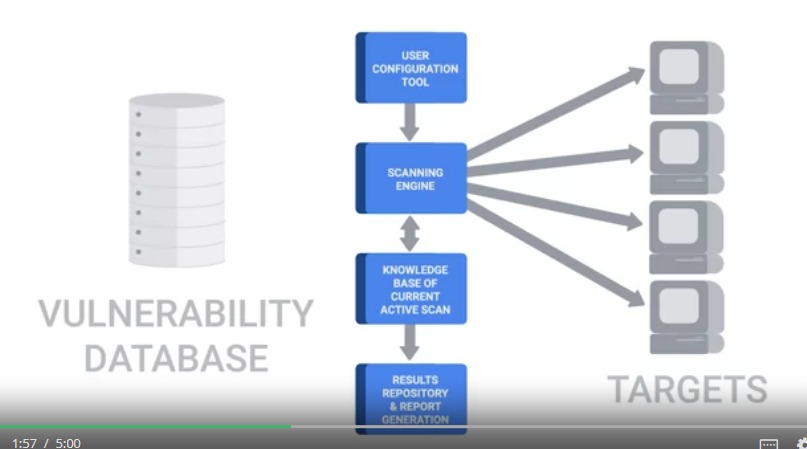 USER
CONFIGURATION
TOOL
SCANNING
ENGINE
KNOWLEDGE
BASE OF
CURRENT
ACTIVE SCAN
RESULTS
REPOSITORY
& REPORT
GENERATION
VULNERABILITY
DATABASE
TARGETS
1:57 / 5:00